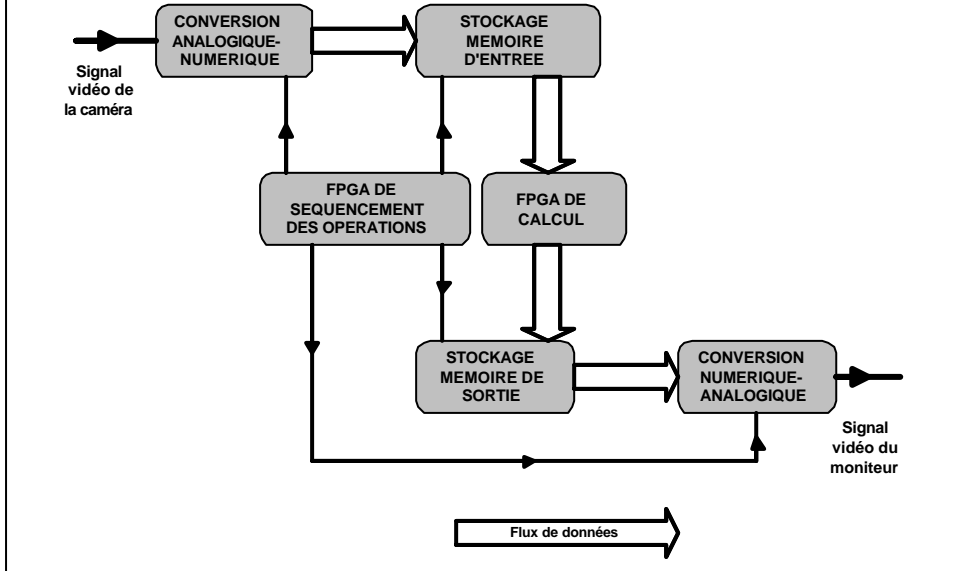 CONVERSION
ANALOGIQUE-
NUMERIQUE
STOCKAGE
MEMOIRE
D'ENTREE
Signal
vidéo de
la caméra
FPGA DE
SEQUENCEMENT
DES OPERATIONS
FPGA DE
CALCUL
STOCKAGE
MEMOIRE DE
SORTIE
CONVERSION
NUMERIQUE-
ANALOGIQUE
Signal
vidéo du
moniteur
Flux de données